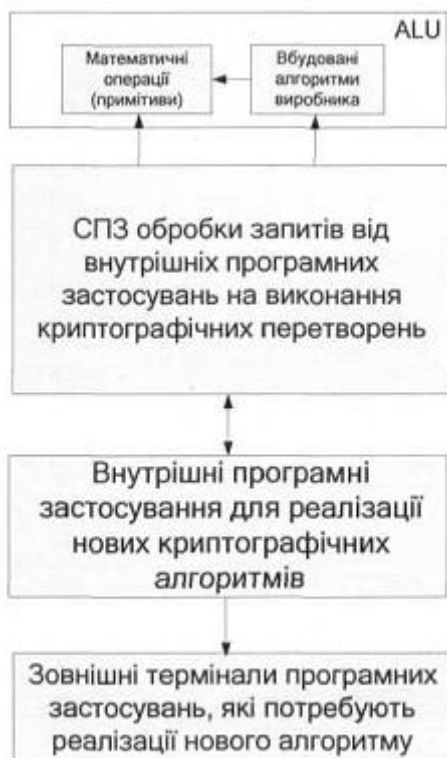 ALU
Математичні
операції
(примітиви)
Вбудовані
алгоритми
виробника
СПЗ обробки запитів від
внутрішніх програмних
застосувань на виконання
криптографічних перетворень
Внутрішні програмні
застосування для реалізації
нових криптографічних
алгоритмів
Зовнішні термінали програмних
застосувань, які потребують
реалізації нового алгоритму